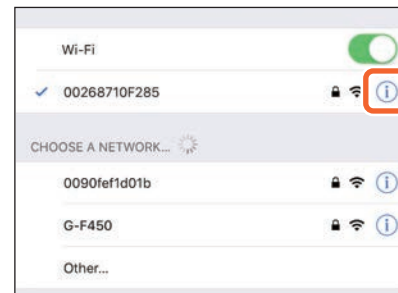 Wi-Fi
00268710F285
CHOOSE A NETWORK...
0090fef1d01b
G-F450
Other...